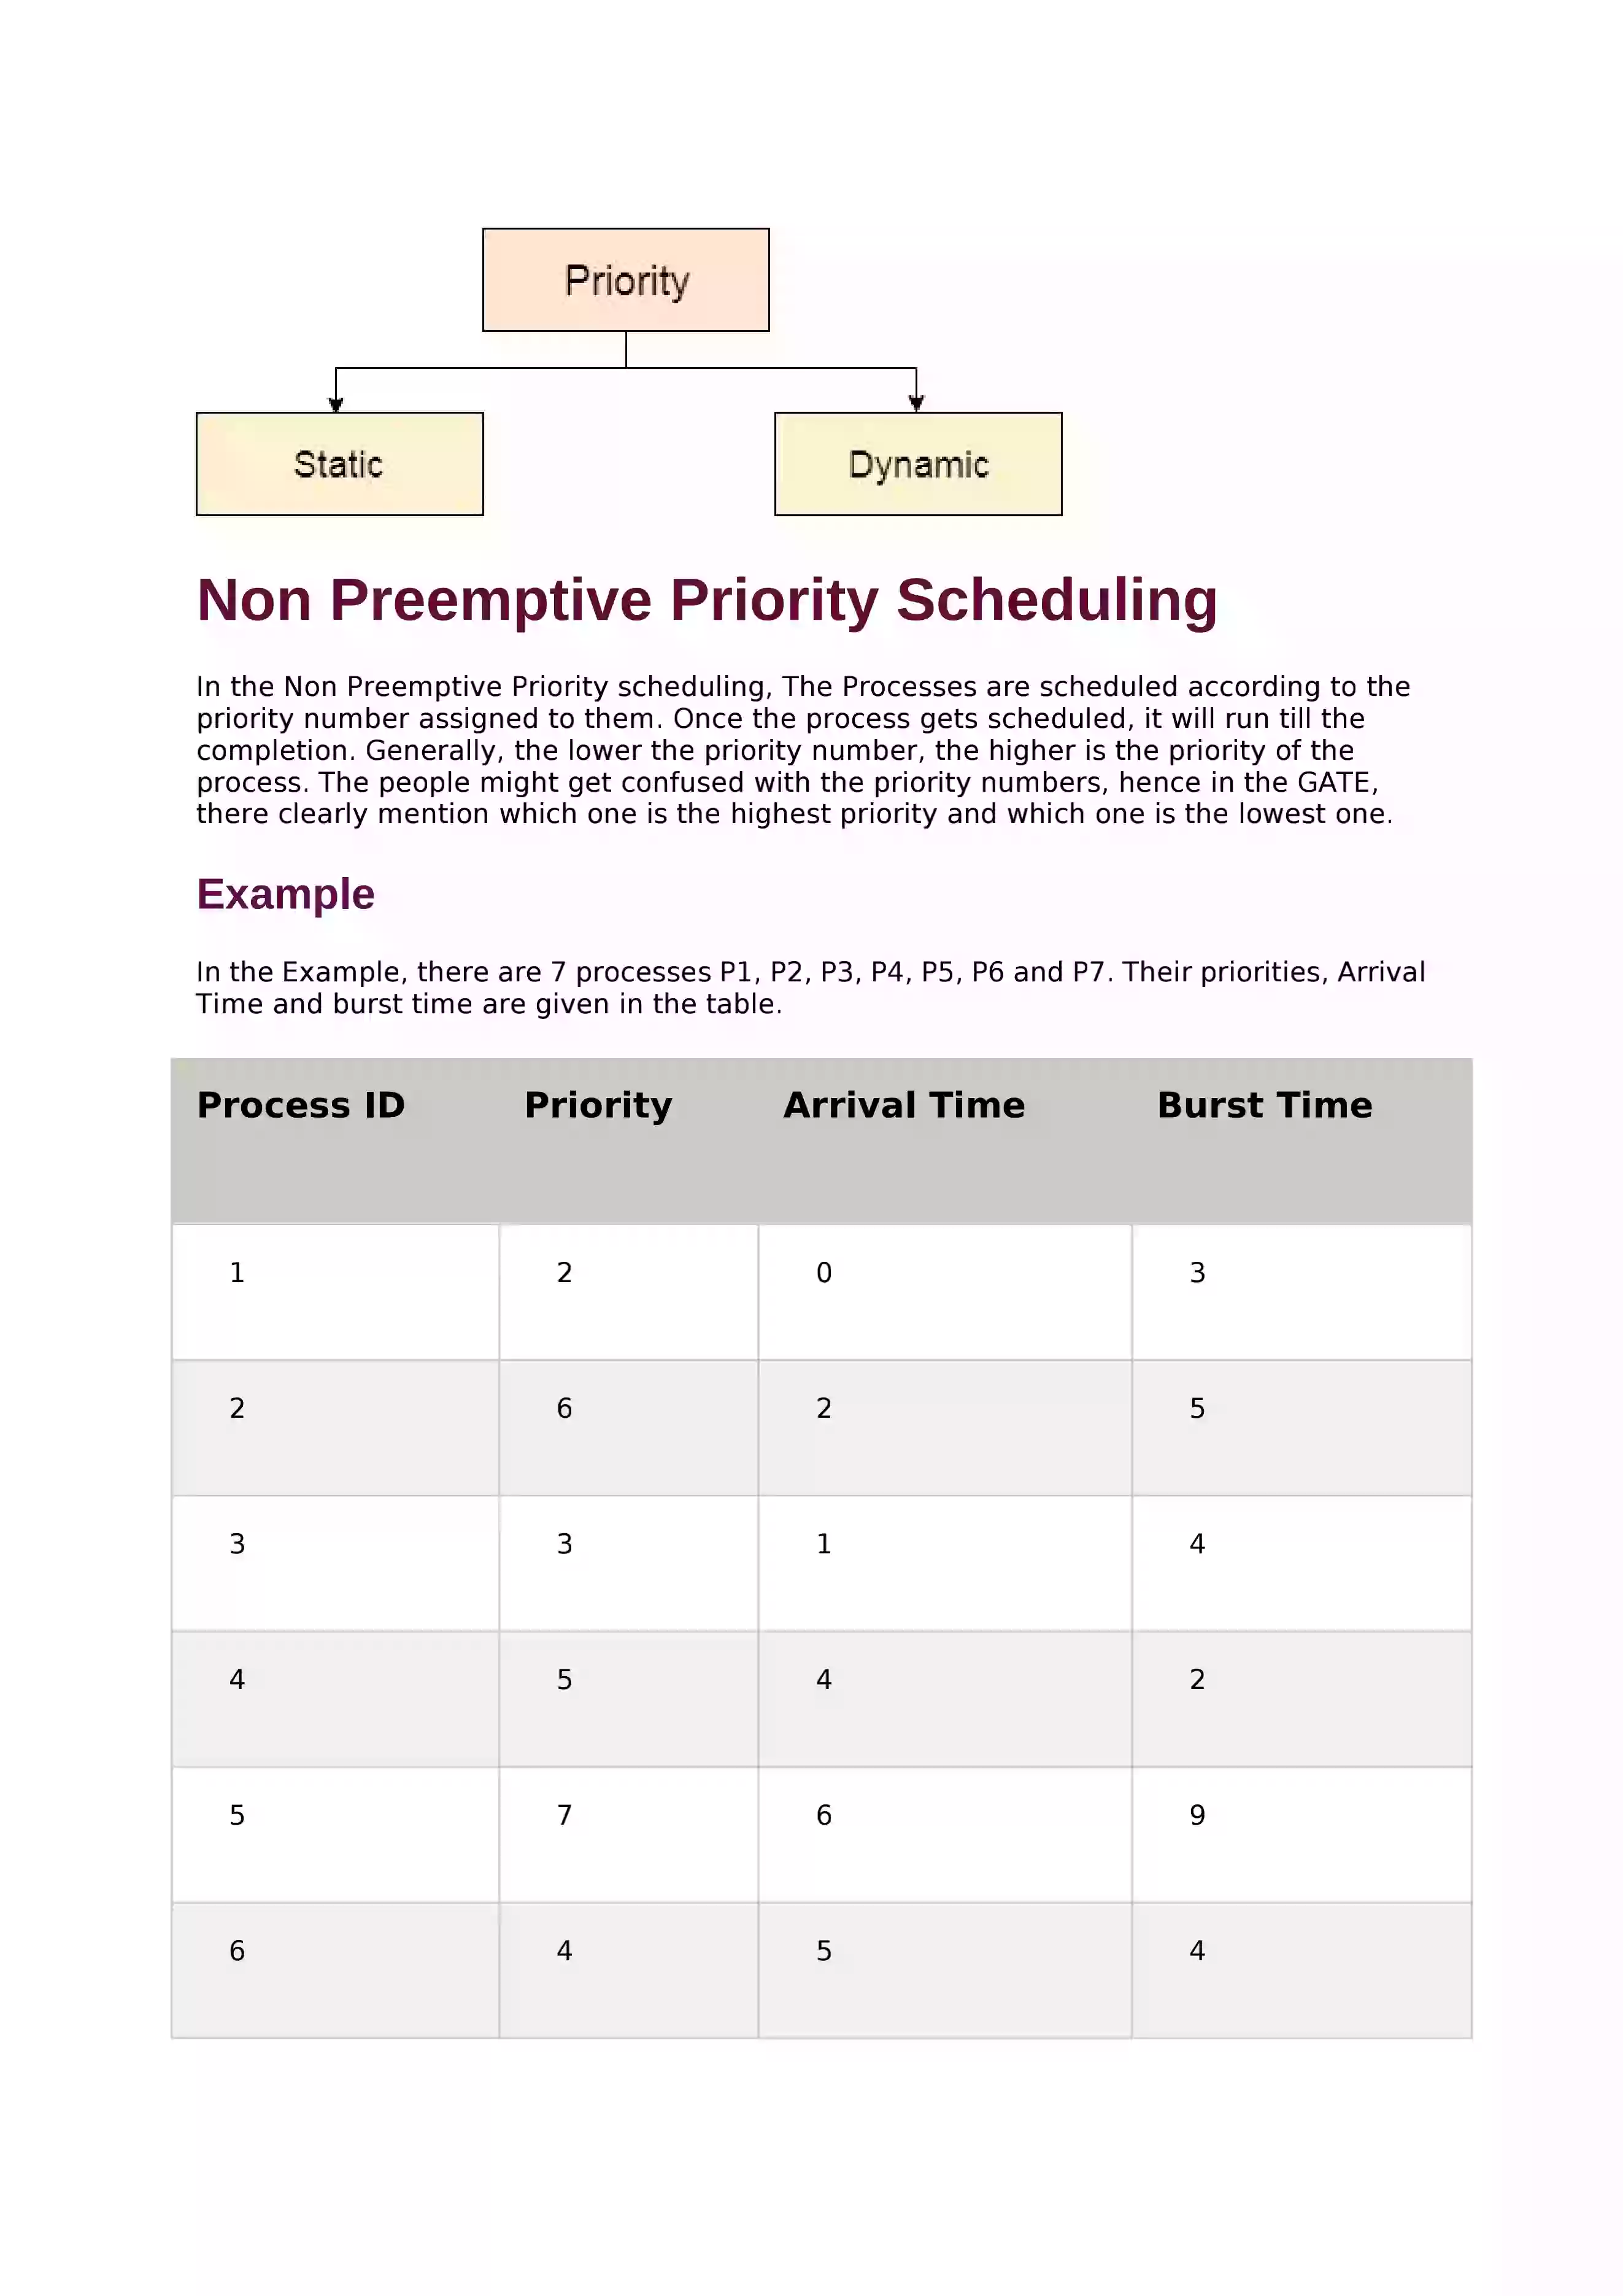 Priority
Static Dynamic
Non Preemptive Priority Scheduling
In the Non Preemptive Priority scheduling, The Processes are scheduled according to the
priority number assigned to them. Once the process gets scheduled, it will run till the
completion. Generally, the lower the priority number, the higher is the priority of the
process. The people might get confused with the priority numbers, hence in the GATE,
there clearly mention which one is the highest priority and which one is the lowest one.
Example
In the Example, there are 7 processes P1, P2, P3, P4, P5, P6 and P7. Their priorities, Arrival
Time and burst time are given in the table.
Process ID Priority Arrival Time Burst Time
1 2 0 3
2 6 2 5
3 3 1 4
4 5 4 2
5 7 6 9
6 4 5 4